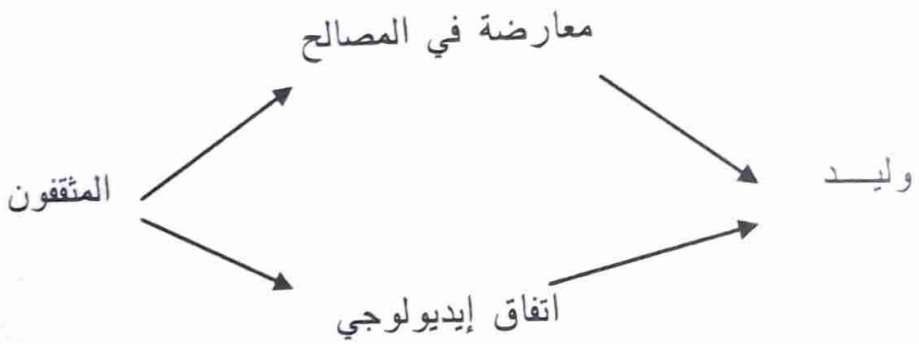 معارضة في المصالح
وليد
المثقفون
اتفاق إيديولوجي